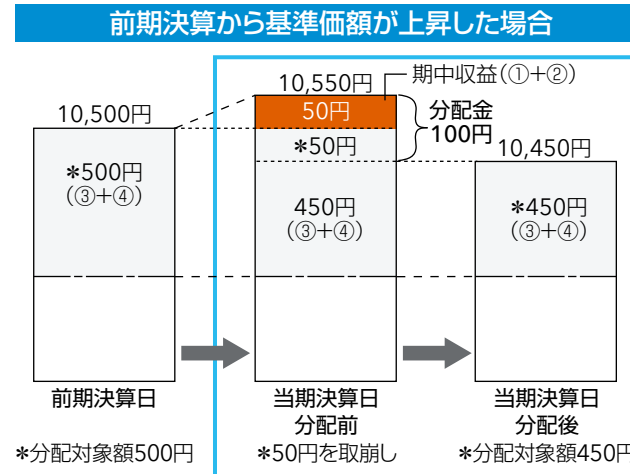 前期決算から基準価額が上昇した場合
10,550円
期中収益(①+②)
50円
分配金
100円
10,500円
*50円
10,450円
*500円
(③+④)
450円
(③+④)
*450円
(③+④)
前期決算日
当期決算日
分配前
当期決算日
分配後
*分配対象額500円
*50円を取崩し
*分配対象額450円